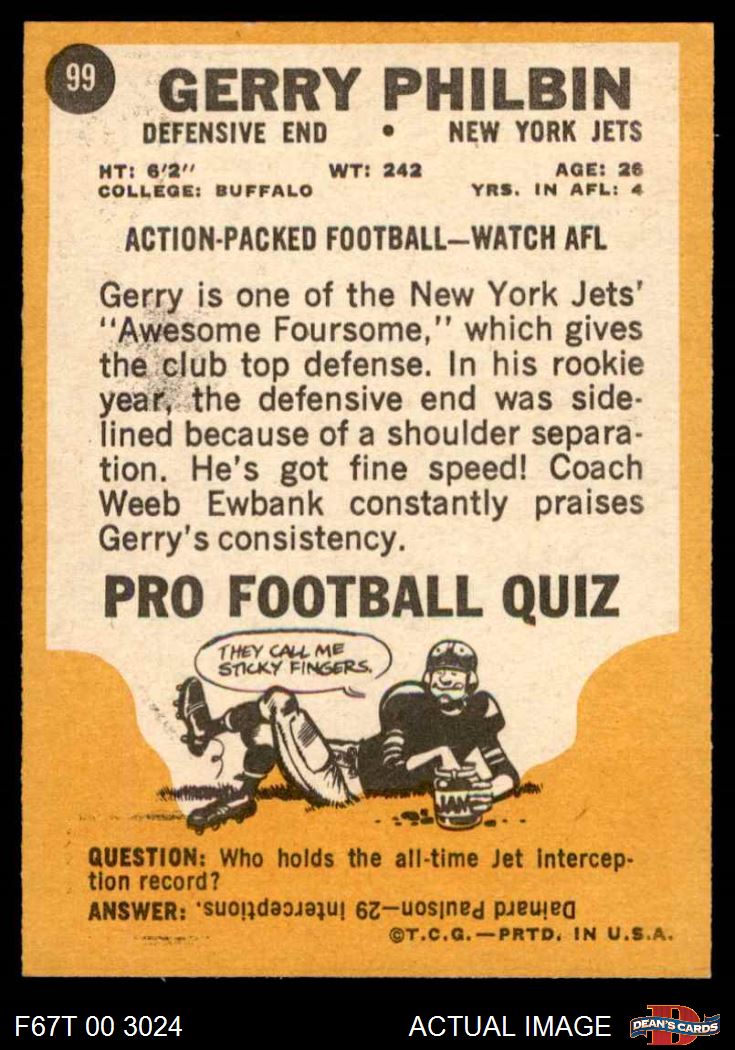 99
GERRY PHILBIN
DEFENSIVE END • NEW YORK JETS
HT: 6'2" WT: 242 AGE: 26
COLLEGE: BUFFALO YRS. IN AFL: 4
ACTION-PACKED FOOTBALL—WATCH AFL
Gerry is one of the New York Jets'
"Awesome Foursome," which gives
the club top defense. In his rookie
year, the defensive end was side-
lined because of a shoulder separa-
tion. He's got fine speed! Coach
Weeb Ewbank constantly praises
Gerry's consistency.
PRO FOOTBALL QUIZ
THEY CALL ME
STICKY FINGERS.
JAM
QUESTION: Who holds the all-time Jet intercep-
tion record?
ANSWER: Dainard Paulson—29 interceptions.
©T.C.G.—PRTD. IN U.S.A.
F67T 00 3024 ACTUAL IMAGE D DEAN'S CARDS